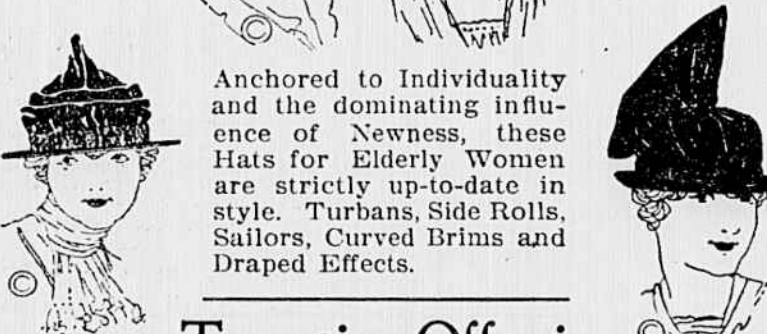 ©
Anchored to Individuality
and the dominating influ-
ence of Newness, these
Hats for Elderly Women
are strictly up-to-date in
style. Turbans, Side Rolls,
Sailors, Curved Brims and
Draped Effects.
©
©